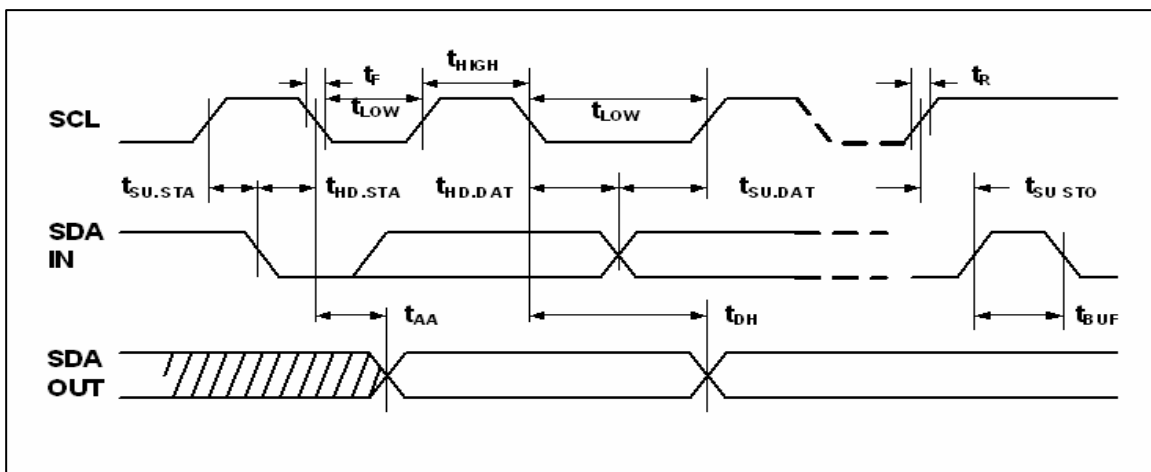 tF
tHIGH
tR
SCL
tLOW
tLOW
tSU.STA
tHD.STA
tHD.DAT
tSU.DAT
tSU STO
SDA
IN
tAA
tDH
tBUF
SDA
OUT